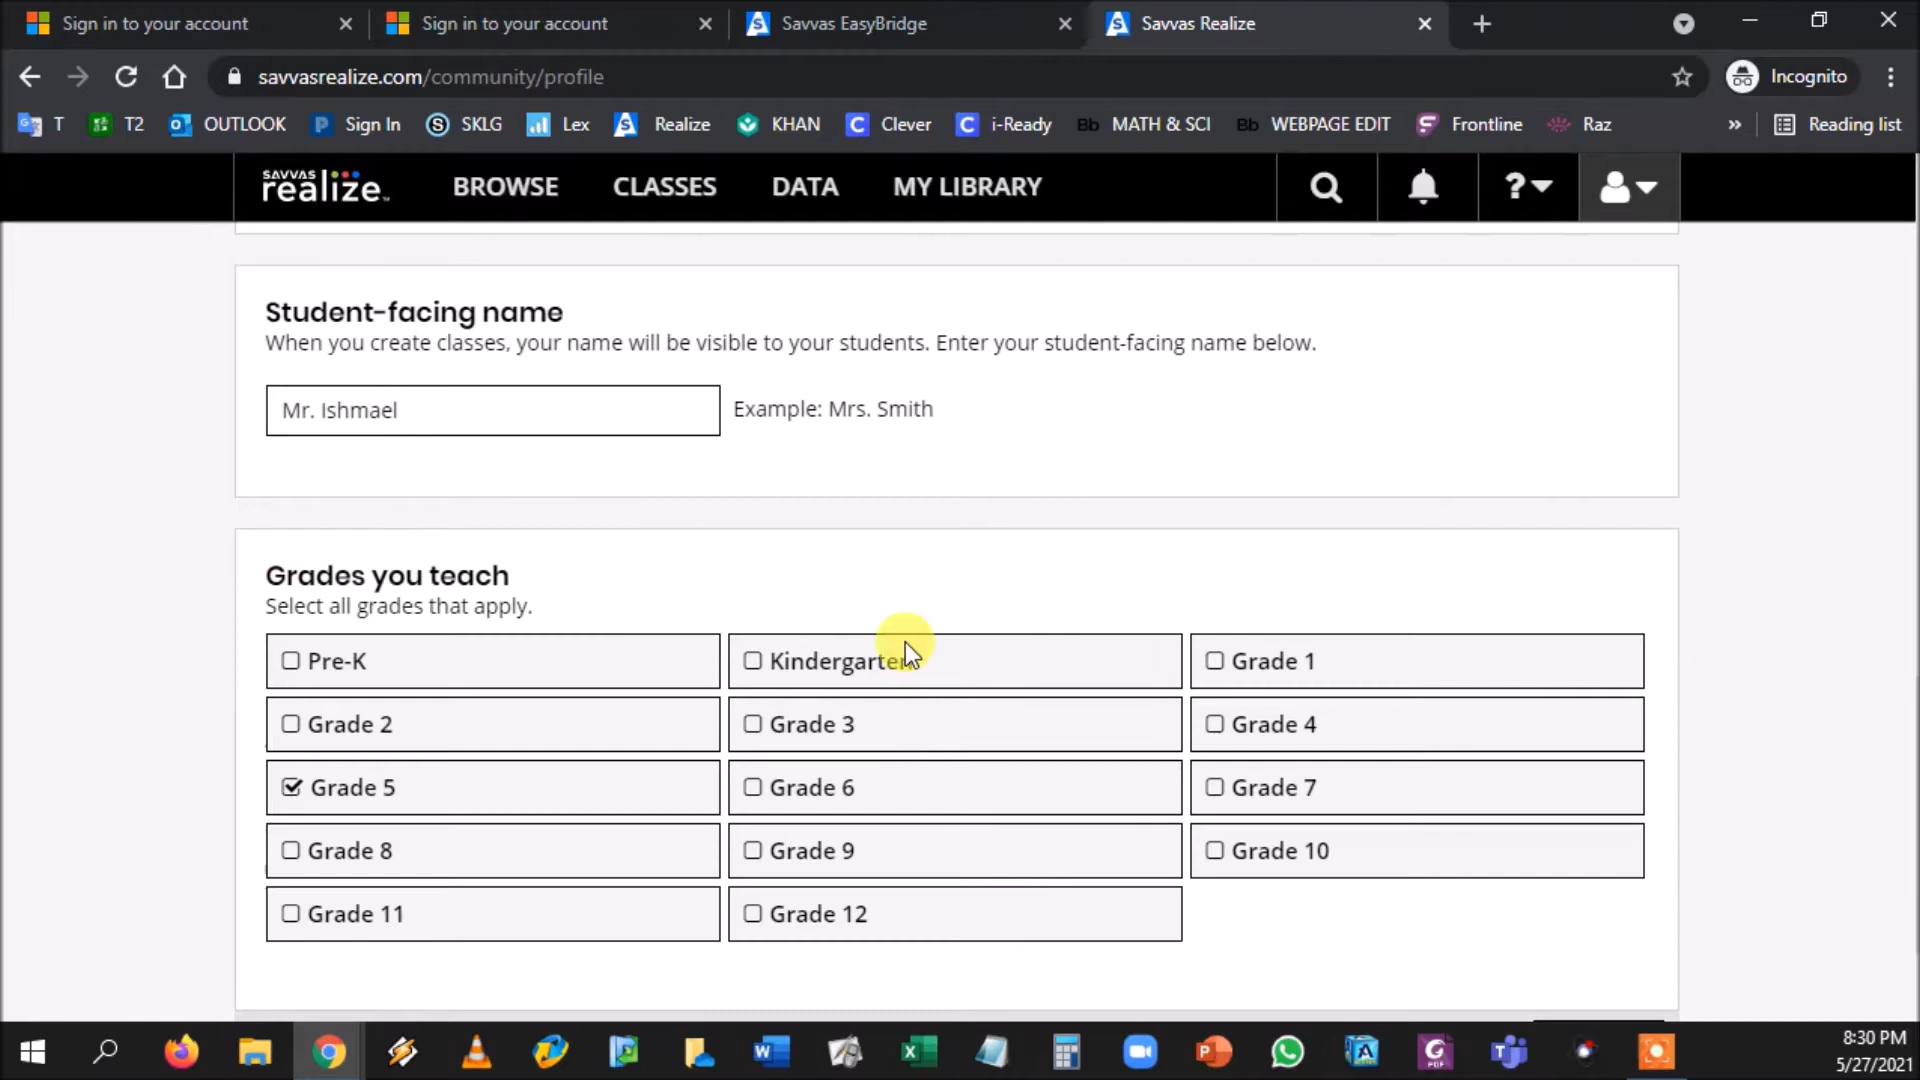 Sign in to your account
Sign in to your account
Savvas EasyBridge
Savvas Realize
savvasrealize.com/community/profile
Incognito
T
T2
OUTLOOK
Sign In
SKLG
Lex
Realize
KHAN
Clever
i-Ready
Bb MATH & SCI
Bb WEBPAGE EDIT
Frontline
Raz
»
Reading list
SAVVAS realize
BROWSE
CLASSES
DATA
MY LIBRARY
?
Student-facing name
When you create classes, your name will be visible to your students. Enter your student-facing name below.
Mr. Ishmael
Example: Mrs. Smith
Grades you teach
Select all grades that apply.
Pre-K
Kindergarten
Grade 1
Grade 2
Grade 3
Grade 4
Grade 5
Grade 6
Grade 7
Grade 8
Grade 9
Grade 10
Grade 11
Grade 12
8:30 PM
5/27/2021